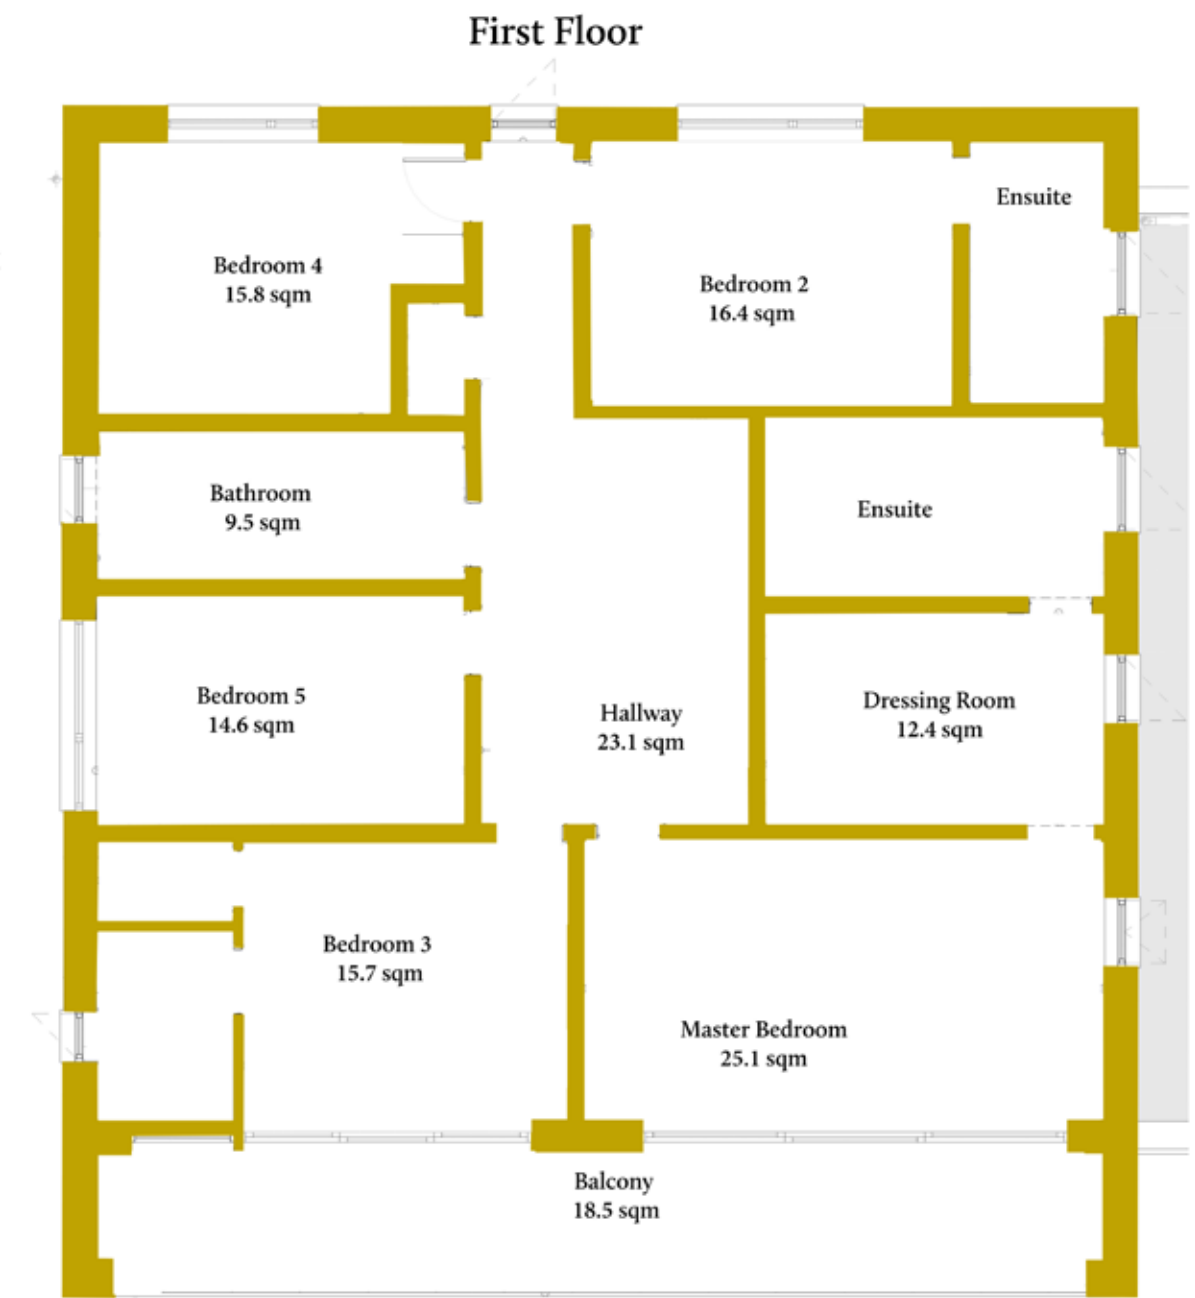 First Floor
Ensuite
Bedroom 4
15.8 sqm
Bedroom 2
16.4 sqm
Bathroom
9.5 sqm
Ensuite
Bedroom 5
14.6 sqm
Hallway
23.1 sqm
Dressing Room
12.4 sqm
Bedroom 3
15.7 sqm
Master Bedroom
25.1 sqm
Balcony
18.5 sqm